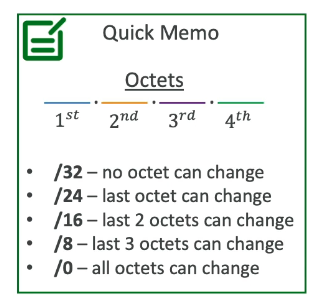 Quick Memo
Octets
1st . 2nd . 3rd . 4th
• /32 – no octet can change
• /24 – last octet can change
• /16 – last 2 octets can change
• /8 – last 3 octets can change
• /0 – all octets can change